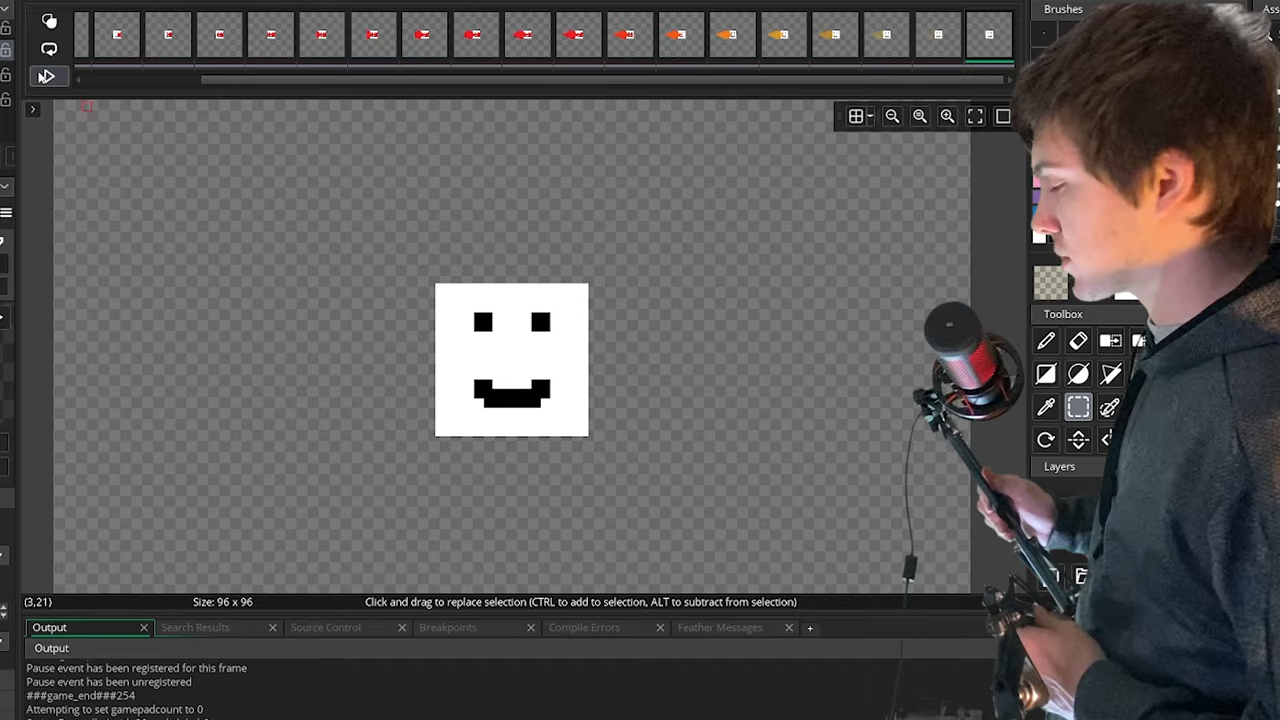 Brushes
Ass
Toolbox
Layers
(3,21)
Size: 96 x 96
Click and drag to replace selection (CTRL to add to selection, ALT to subtract from selection)
Output
Search Results
Source Control
Breakpoints
Compile Errors
Feather Messages
Output
Pause event has been registered for this frame
Pause event has been unregistered
###game_end###254
Attempting to set gamepadcount to 0